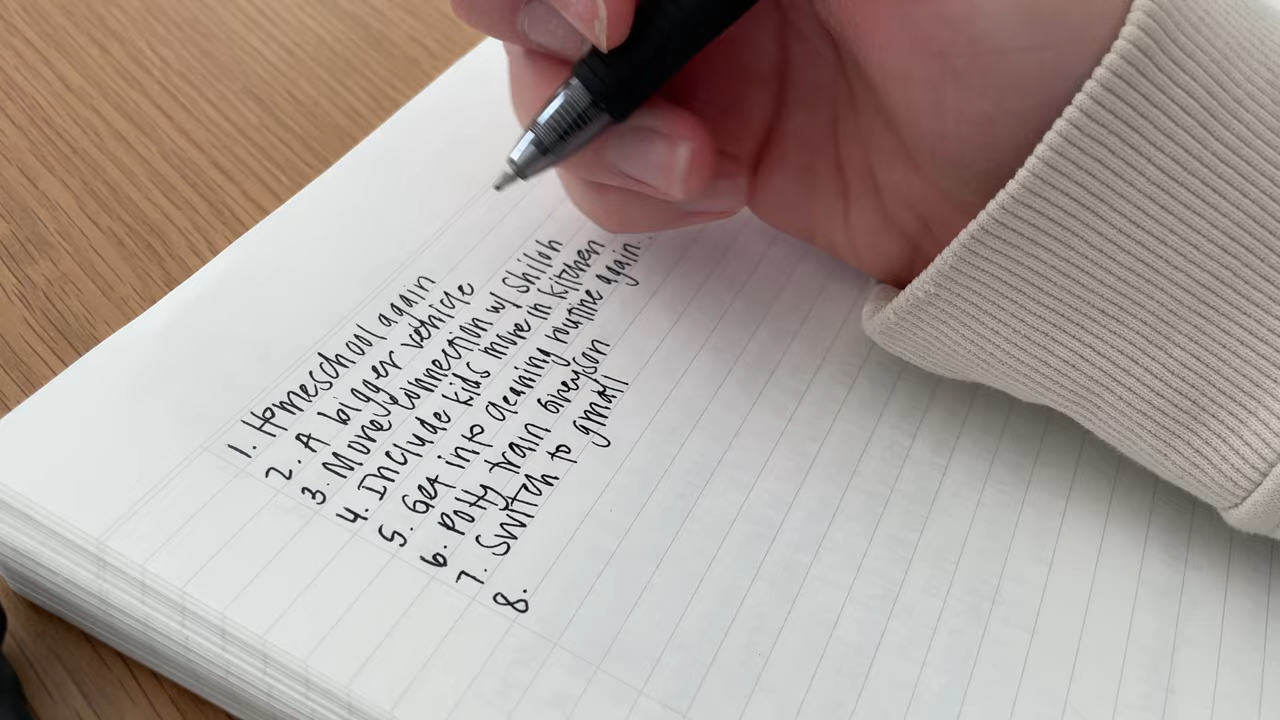 1. Homeschool again
2. A bigger vehicle
3. More connection w/ Shiloh
4. Include kids more in kitchen
5. Get into cleaning routine again..
6. Potty train Greyson
7. Switch to gmail
8.